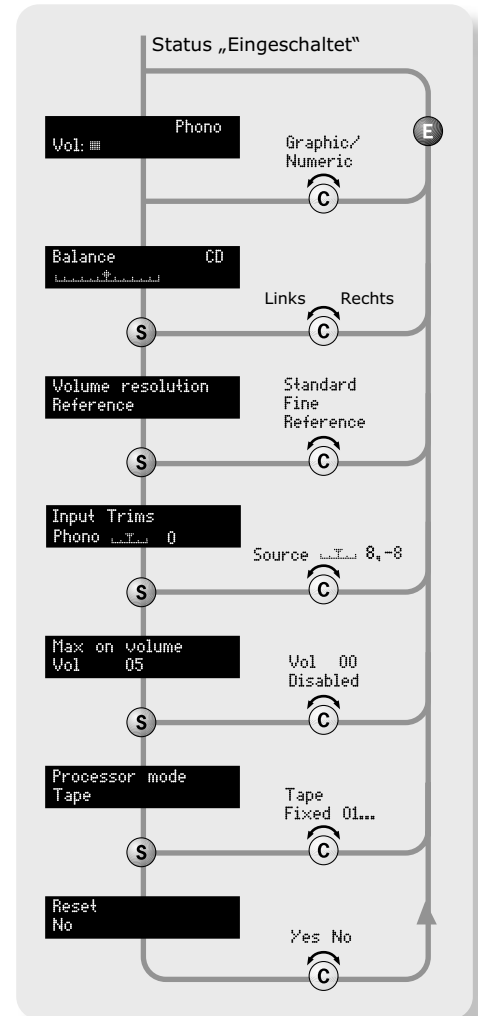 Status „Eingeschaltet“
E
Phono
Vol:
Graphic/
Numeric
C
Balance CD
Links Rechts
S
C
Volume resolution
Reference
Standard
Fine
Reference
S
C
Input Trims
Phono 0
Source 8,-8
S
C
Max on volume
Vol 05
Vol 00
Disabled
S
C
Processor mode
Tape
Tape
Fixed 01...
S
C
Reset
No
Yes No
C